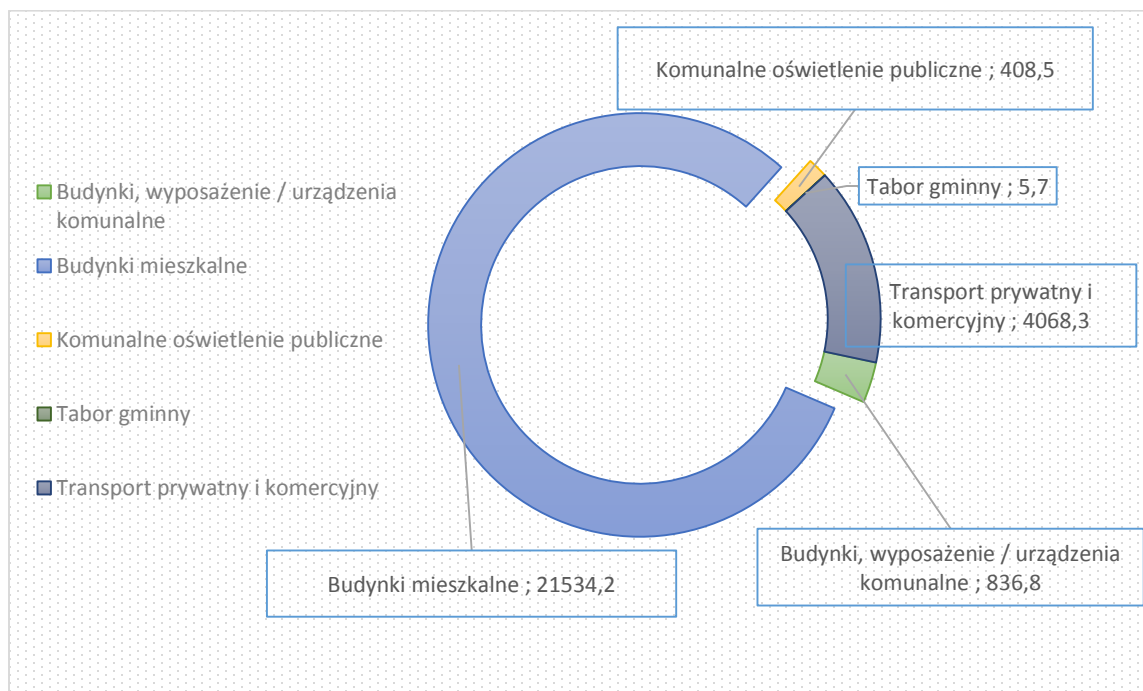 Komunalne oświetlenie publiczne ; 408,5
Tabor gminny ; 5,7
Budynki, wyposażenie / urządzenia
komunalne
Budynki mieszkalne
Komunalne oświetlenie publiczne
Tabor gminny
Transport prywatny i komercyjny
Transport prywatny i
komercyjny ; 4068,3
Budynki mieszkalne ; 21534,2
Budynki, wyposażenie / urządzenia
komunalne ; 836,8